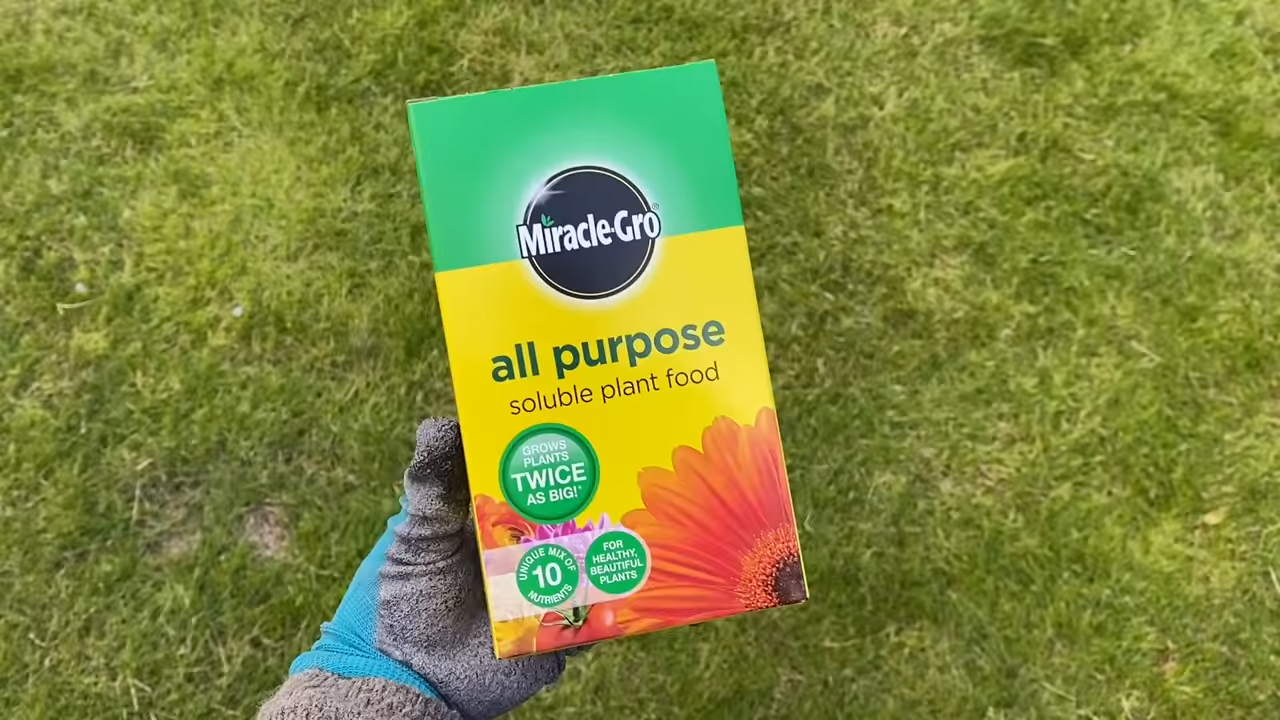 Miracle-Gro®
all purpose
soluble plant food
GROWS
PLANTS
TWICE
AS BIG!*
UNIQUE MIX OF
10
NUTRIENTS
FOR
HEALTHY,
BEAUTIFUL
PLANTS